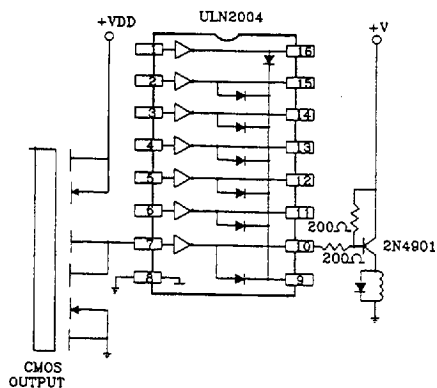 ULN2004
+VDD
+V
1
16
2
15
3
14
4
13
5
12
6
11
200Ω
7
10
2N4901
200Ω
8
9
CMOS
OUTPUT